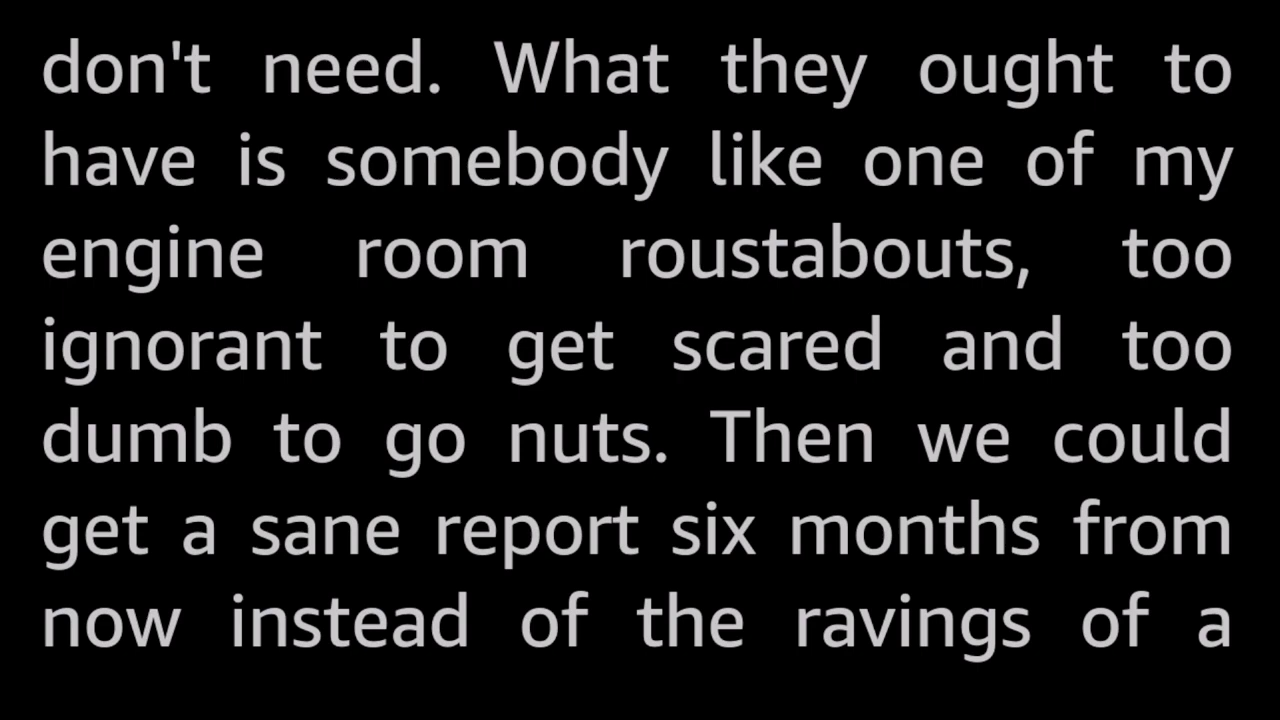 don't need. What they ought to
have is somebody like one of my
engine room roustabouts, too
ignorant to get scared and too
dumb to go nuts. Then we could
get a sane report six months from
now instead of the ravings of a